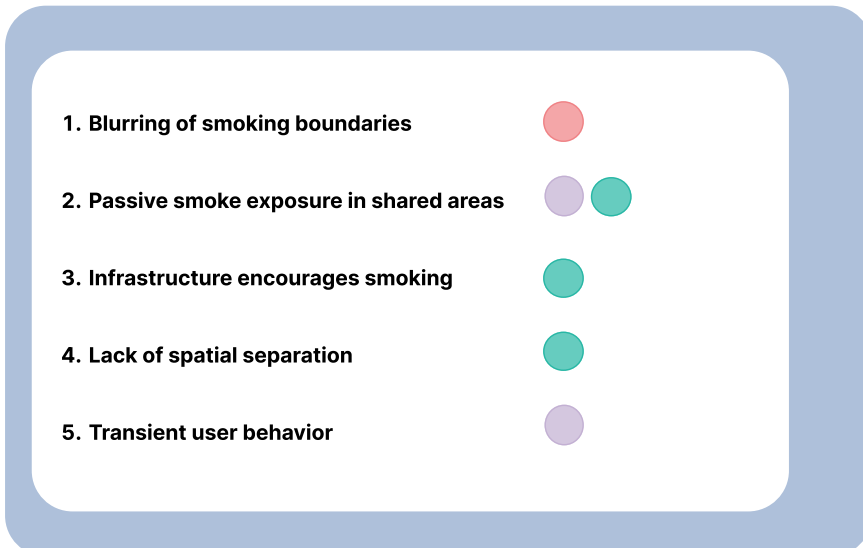 1. Blurring of smoking boundaries
2. Passive smoke exposure in shared areas
3. Infrastructure encourages smoking
4. Lack of spatial separation
5. Transient user behavior